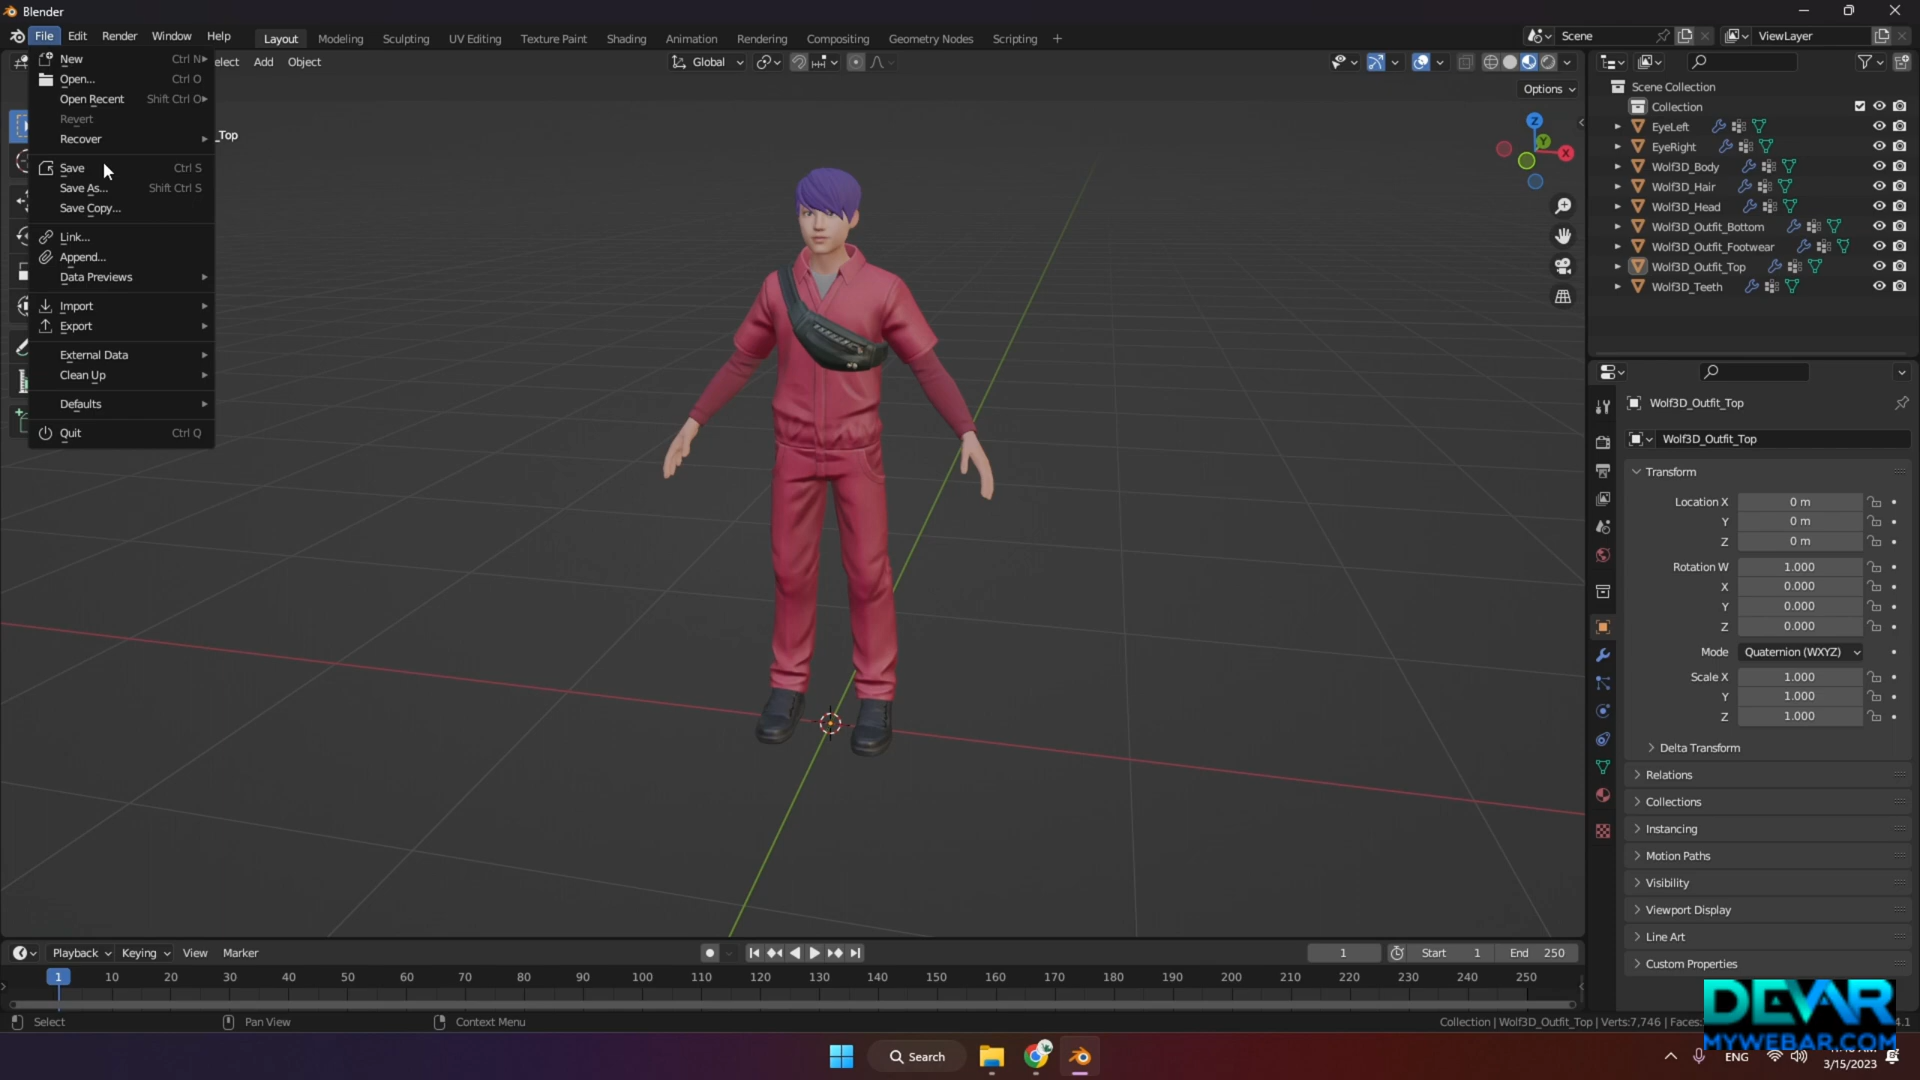 Blender
File Edit Render Window Help Layout Modeling Sculpting UV Editing Texture Paint Shading Animation Rendering Compositing Geometry Nodes Scripting + Scene ViewLayer
New Ctrl N
Open... Ctrl O
Open Recent Shift Ctrl O
Revert
Recover
Save Ctrl S
Save As... Shift Ctrl S
Save Copy...
Link...
Append...
Data Previews
Import
Export
External Data
Clean Up
Defaults
Quit Ctrl Q
elect Add Object Global
Options
_Top
Z
Y
X
Scene Collection
Collection
EyeLeft
EyeRight
Wolf3D_Body
Wolf3D_Hair
Wolf3D_Head
Wolf3D_Outfit_Bottom
Wolf3D_Outfit_Footwear
Wolf3D_Outfit_Top
Wolf3D_Teeth
Wolf3D_Outfit_Top
Wolf3D_Outfit_Top
Transform
Location X 0 m
Y 0 m
Z 0 m
Rotation W 1.000
X 0.000
Y 0.000
Z 0.000
Mode Quaternion (WXYZ)
Scale X 1.000
Y 1.000
Z 1.000
Delta Transform
Relations
Collections
Instancing
Motion Paths
Visibility
Viewport Display
Line Art
Custom Properties
Playback Keying View Marker 1 Start 1 End 250
1 10 20 30 40 50 60 70 80 90 100 110 120 130 140 150 160 170 180 190 200 210 220 230 240 250
Select Pan View Context Menu Collection | Wolf3D_Outfit_Top | Verts:7,746 | Faces: 4.1
DEVAR
MYWEBAR.COM
Search ENG
3/15/2023